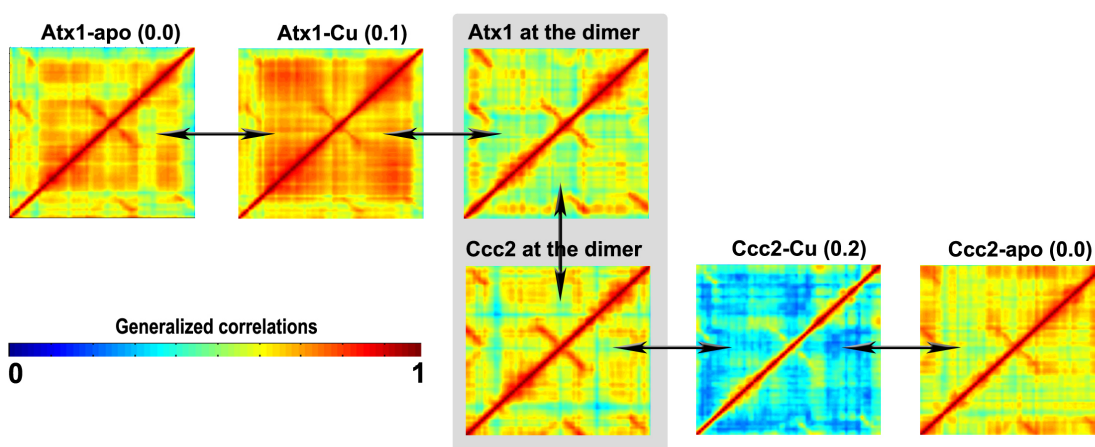 Atx1-apo (0.0)
Atx1-Cu (0.1)
Atx1 at the dimer
Ccc2 at the dimer
Ccc2-Cu (0.2)
Ccc2-apo (0.0)
Generalized correlations
0
1